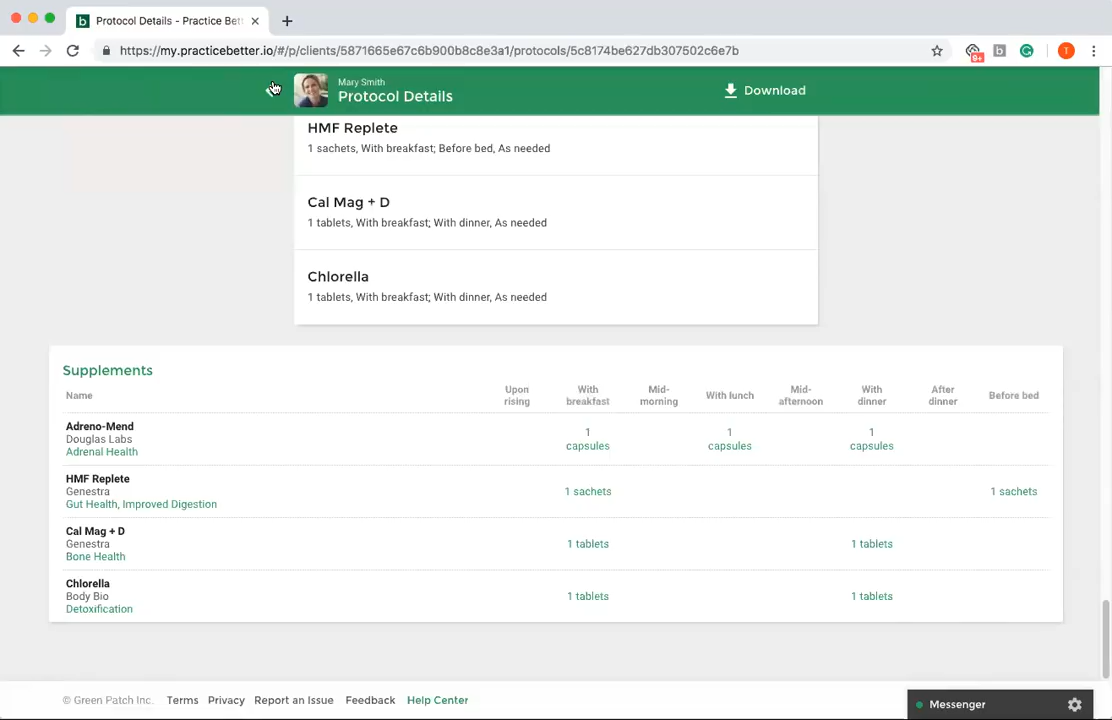 Protocol Details - Practice Bett
https://my.practicebetter.io/#/p/clients/5871665e67c6b900b8c8e3a1/protocols/5c8174be627db307502c6e7b
9+
b
T
Mary Smith
Protocol Details
Download
HMF Replete
1 sachets, With breakfast; Before bed, As needed
Cal Mag + D
1 tablets, With breakfast; With dinner, As needed
Chlorella
1 tablets, With breakfast; With dinner, As needed
Supplements
Name
Upon rising
With breakfast
Mid-morning
With lunch
Mid-afternoon
With dinner
After dinner
Before bed
Adreno-Mend
Douglas Labs
Adrenal Health
1 capsules
1 capsules
1 capsules
HMF Replete
Genestra
Gut Health, Improved Digestion
1 sachets
1 sachets
Cal Mag + D
Genestra
Bone Health
1 tablets
1 tablets
Chlorella
Body Bio
Detoxification
1 tablets
1 tablets
© Green Patch Inc. Terms Privacy Report an Issue Feedback Help Center
Messenger